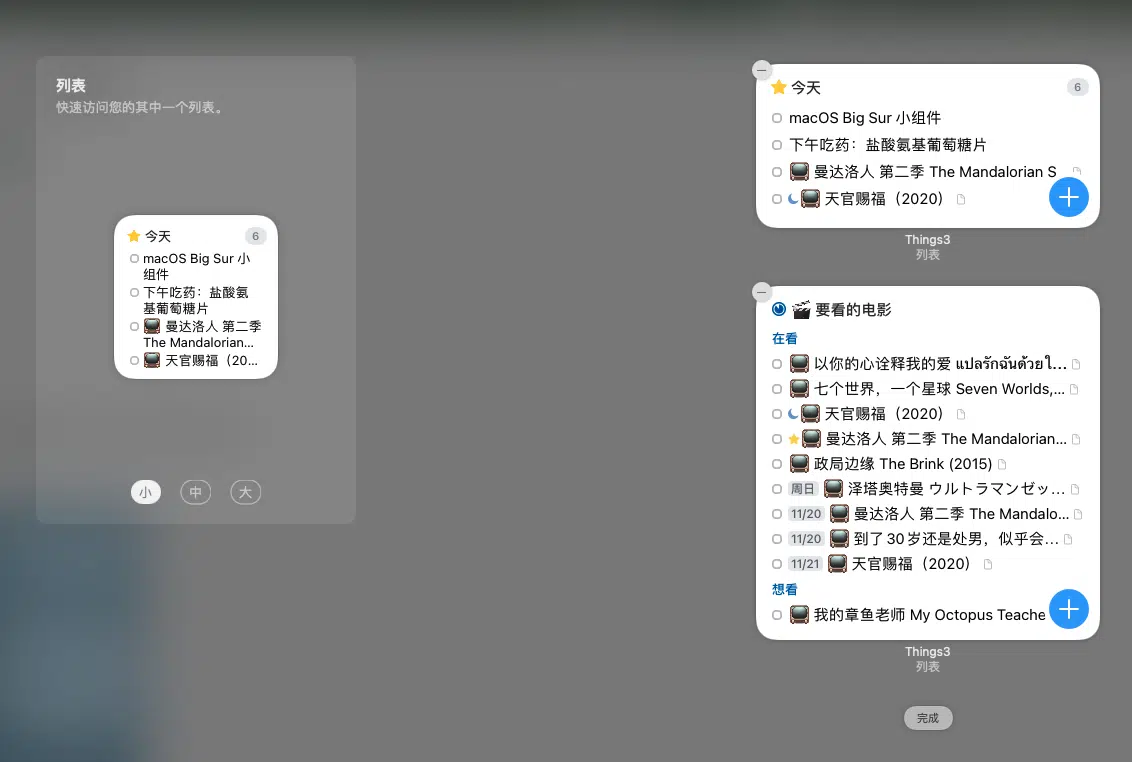 列表
快速访问您的其中一个列表。
今天
6
macOS Big Sur 小
组件
下午吃药：盐酸氨
基葡萄糖片
曼达洛人 第二季
The Mandalorian...
天官赐福（20...
小
中
大
今天
6
macOS Big Sur 小组件
下午吃药：盐酸氨基葡萄糖片
曼达洛人 第二季 The Mandalorian S
天官赐福（2020）
Things3
列表
要看的电影
在看
以你的心诠释我的爱 แปลรักฉันด้วยใ...
七个世界，一个星球 Seven Worlds,...
天官赐福（2020）
曼达洛人 第二季 The Mandalorian...
政局边缘 The Brink (2015)
周日 泽塔奥特曼 ウルトラマンゼッ...
11/20 曼达洛人 第二季 The Mandalo...
11/20 到了30岁还是处男，似乎会...
11/21 天官赐福（2020）
想看
我的章鱼老师 My Octopus Teache
Things3
列表
完成